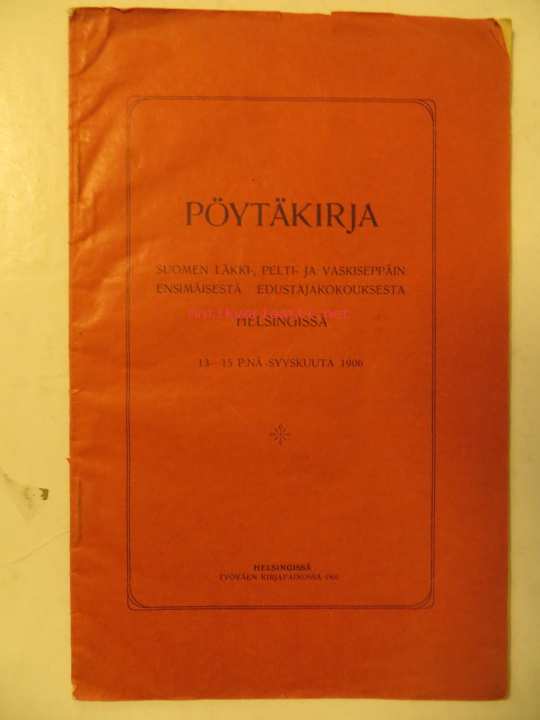 PÖYTÄKIRJA
SUOMEN LÄKKI-, PELTI- JA VASKISEPPÄIN
ENSIMÄISESTÄ EDUSTAJAKOKOUKSESTA
HELSINGISSÄ
13—15 P:NÄ SYYSKUUTA 1906
HELSINGISSÄ
TYÖVÄEN KIRJAPAINOSSA